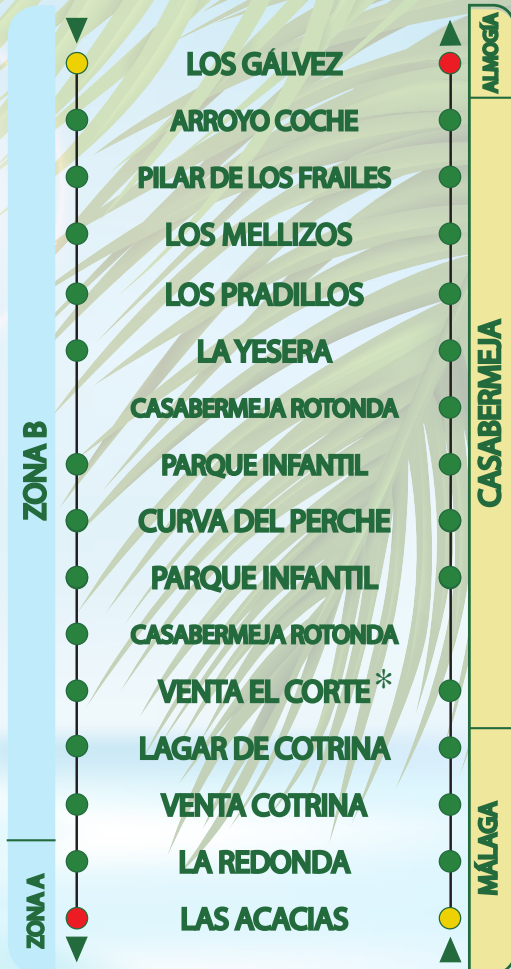 ALMOGÍA
LOS GÁLVEZ
ARROYO COCHE
PILAR DE LOS FRAILES
LOS MELLIZOS
LOS PRADILLOS
LA YESERA
CASABERMEJA ROTONDA
CASABERMEJA
ZONA B
PARQUE INFANTIL
CURVA DEL PERCHE
PARQUE INFANTIL
CASABERMEJA ROTONDA
VENTA EL CORTE *
LAGAR DE COTRINA
VENTA COTRINA
MÁLAGA
LA REDONDA
ZONA A
LAS ACACIAS